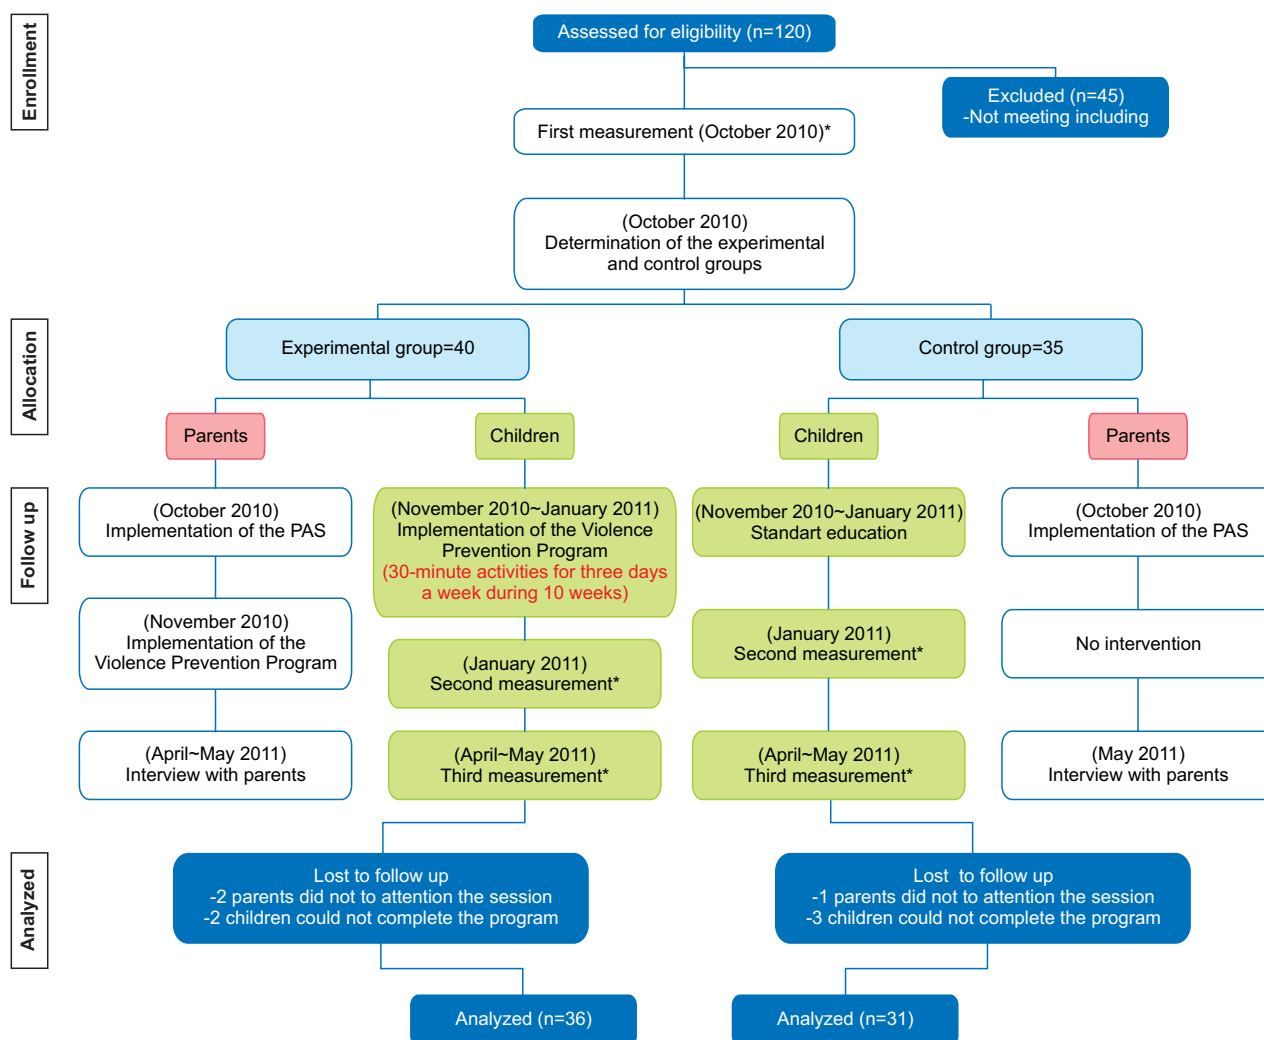 Enrollment
Assessed for eligibility (n=120)
Excluded (n=45)
-Not meeting including
First measurement (October 2010)*
(October 2010)
Determination of the experimental
and control groups
Allocation
Experimental group=40
Control group=35
Parents
Children
Children
Parents
Follow up
(October 2010)
Implementation of the PAS
(November 2010~January 2011)
Implementation of the Violence
Prevention Program
(30-minute activities for three days
a week during 10 weeks)
(November 2010~January 2011)
Standart education
(October 2010)
Implementation of the PAS
(November 2010)
Implementation of the
Violence Prevention Program
(January 2011)
Second measurement*
(January 2011)
Second measurement*
No intervention
(April~May 2011)
Interview with parents
(April~May 2011)
Third measurement*
(April~May 2011)
Third measurement*
(May 2011)
Interview with parents
Analyzed
Lost to follow up
-2 parents did not to attention the session
-2 children could not complete the program
Lost to follow up
-1 parents did not to attention the session
-3 children could not complete the program
Analyzed (n=36)
Analyzed (n=31)